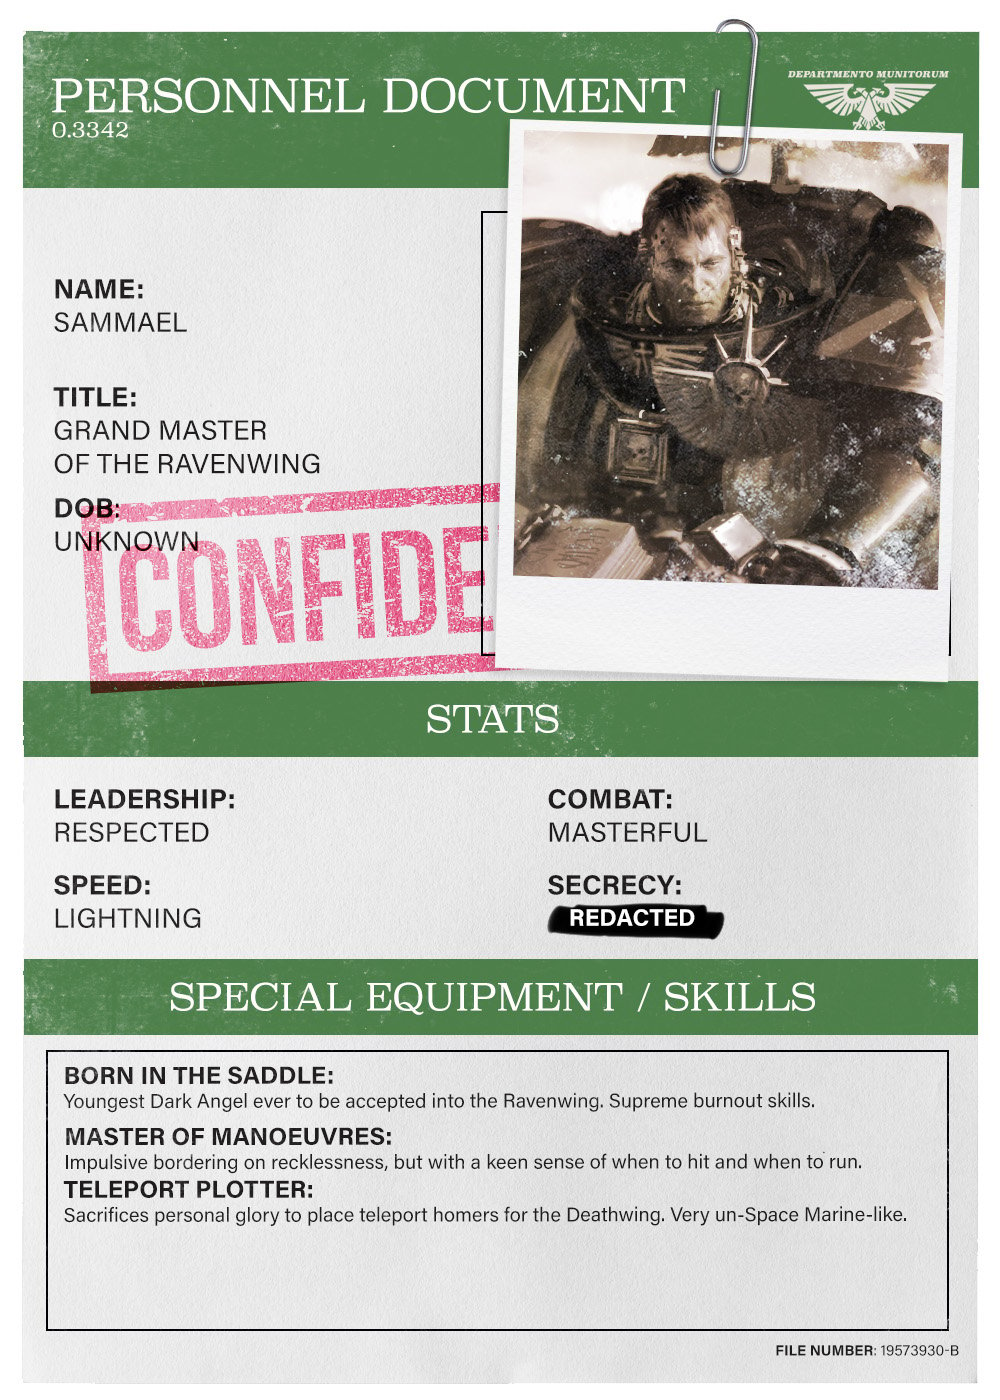 PERSONNEL DOCUMENT
0.3342
DEPARTMENTO MUNITORUM
NAME:
SAMMAEL
TITLE:
GRAND MASTER
OF THE RAVENWING
DOB:
UNKNOWN
CONFIDE
STATS
LEADERSHIP:
RESPECTED
COMBAT:
MASTERFUL
SPEED:
LIGHTNING
SECRECY:
REDACTED
SPECIAL EQUIPMENT / SKILLS
BORN IN THE SADDLE:
Youngest Dark Angel ever to be accepted into the Ravenwing. Supreme burnout skills.
MASTER OF MANOEUVRES:
Impulsive bordering on recklessness, but with a keen sense of when to hit and when to run.
TELEPORT PLOTTER:
Sacrifices personal glory to place teleport homers for the Deathwing. Very un-Space Marine-like.
FILE NUMBER: 19573930-B